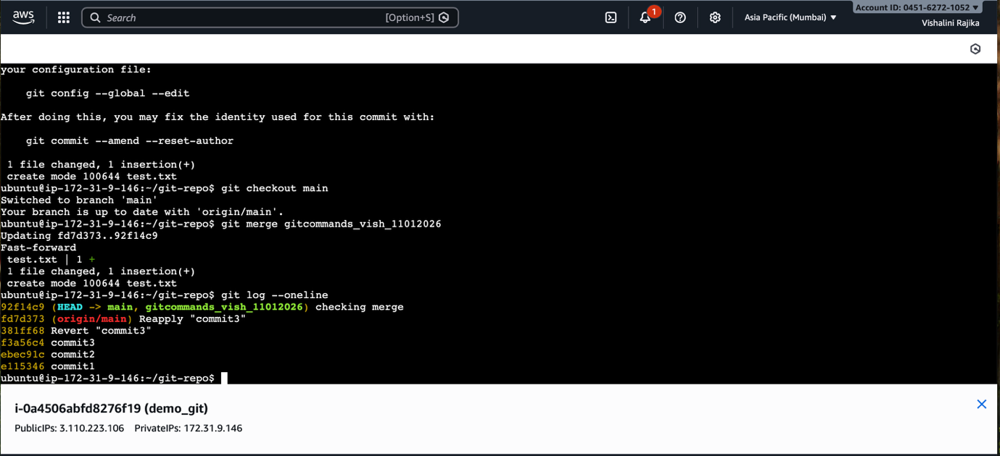 aws
Search
[Option+S]
1
Asia Pacific (Mumbai) ▼
Account ID: 0451-6272-1052 ▼
Vishalini Rajika
your configuration file:
git config --global --edit
After doing this, you may fix the identity used for this commit with:
git commit --amend --reset-author
1 file changed, 1 insertion(+)
create mode 100644 test.txt
ubuntu@ip-172-31-9-146:~/git-repo$ git checkout main
Switched to branch 'main'
Your branch is up to date with 'origin/main'.
ubuntu@ip-172-31-9-146:~/git-repo$ git merge gitcommands_vish_11012026
Updating fd7d373..92f14c9
Fast-forward
test.txt | 1 +
1 file changed, 1 insertion(+)
create mode 100644 test.txt
ubuntu@ip-172-31-9-146:~/git-repo$ git log --oneline
92f14c9 (HEAD -> main, gitcommands_vish_11012026) checking merge
fd7d373 (origin/main) Reapply "commit3"
381ff68 Revert "commit3"
f3a56c4 commit3
ebec91c commit2
e115346 commit1
ubuntu@ip-172-31-9-146:~/git-repo$
i-0a4506abfd8276f19 (demo_git)
PublicIPs: 3.110.223.106 PrivateIPs: 172.31.9.146